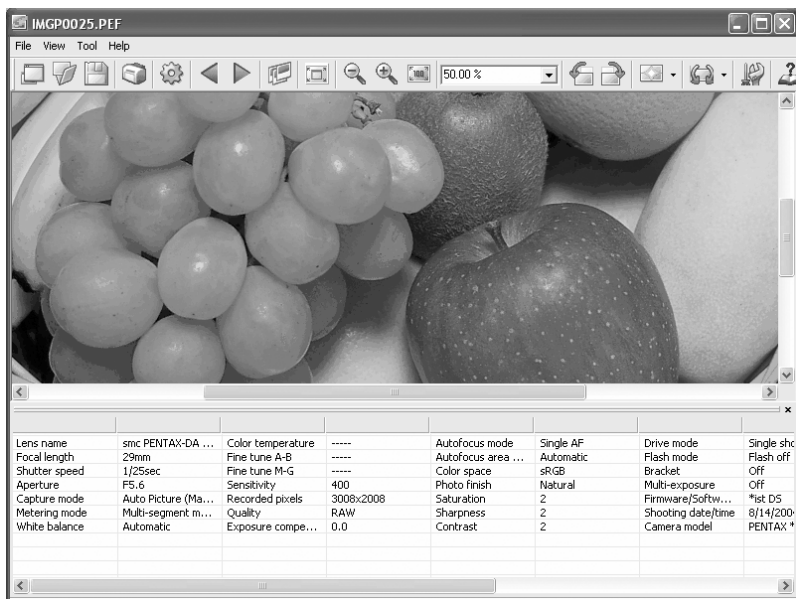 IMGP0025.PEF
File View Tool Help
100 50.00 %
Lens name smc PENTAX-DA ... Color temperature ----- Autofocus mode Single AF Drive mode Single sho
Focal length 29mm Fine tune A-B ----- Autofocus area ... Automatic Flash mode Flash off
Shutter speed 1/25sec Fine tune M-G ----- Color space sRGB Bracket Off
Aperture F5.6 Sensitivity 400 Photo finish Natural Multi-exposure Off
Capture mode Auto Picture (Ma... Recorded pixels 3008x2008 Saturation 2 Firmware/Softw... *ist DS
Metering mode Multi-segment m... Quality RAW Sharpness 2 Shooting date/time 8/14/200
White balance Automatic Exposure compe... 0.0 Contrast 2 Camera model PENTAX *